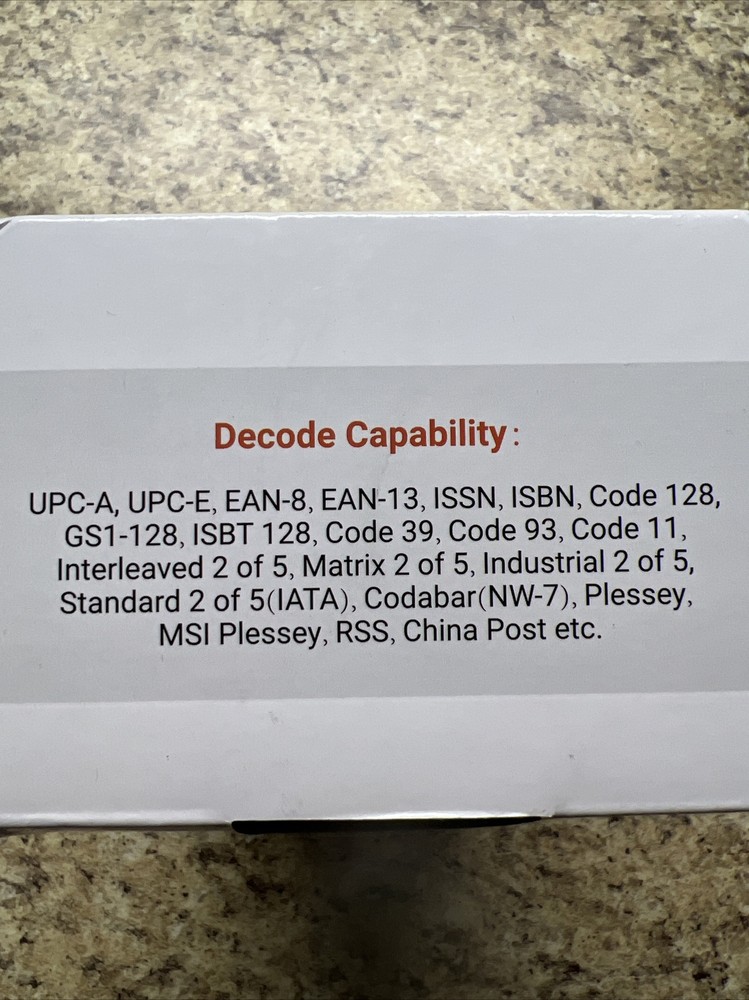 Decode Capability:
UPC-A, UPC-E, EAN-8, EAN-13, ISSN, ISBN, Code 128,
GS1-128, ISBT 128, Code 39, Code 93, Code 11,
Interleaved 2 of 5, Matrix 2 of 5, Industrial 2 of 5,
Standard 2 of 5(IATA), Codabar(NW-7), Plessey,
MSI Plessey, RSS, China Post etc.